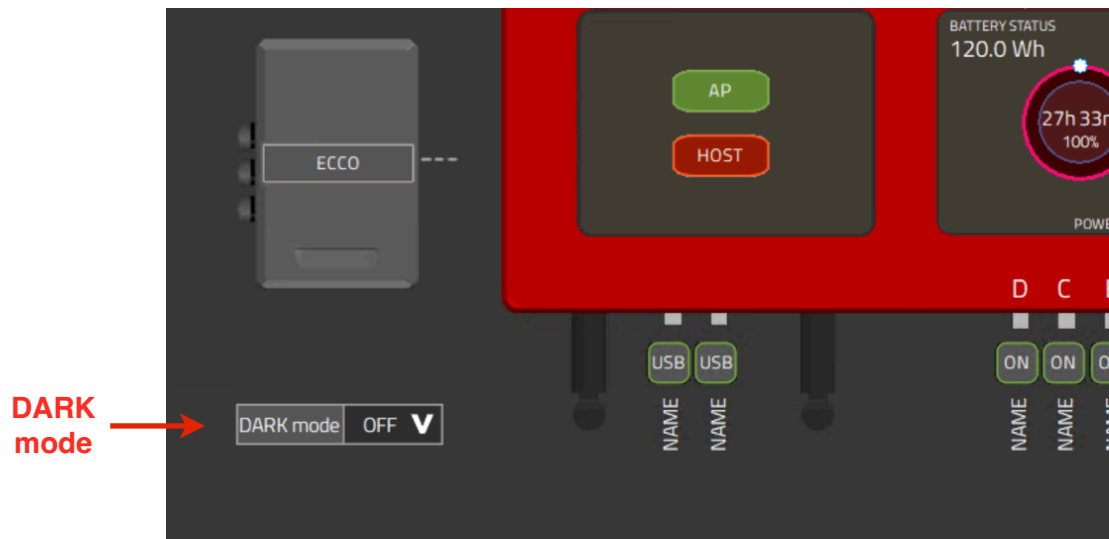 BATTERY STATUS
120.0 Wh
AP
27h 33
100%
HOST
ECCO
D C
USB USB
ON ON
NAME NAME
NAME NAME
DARK
mode
DARK mode OFF V